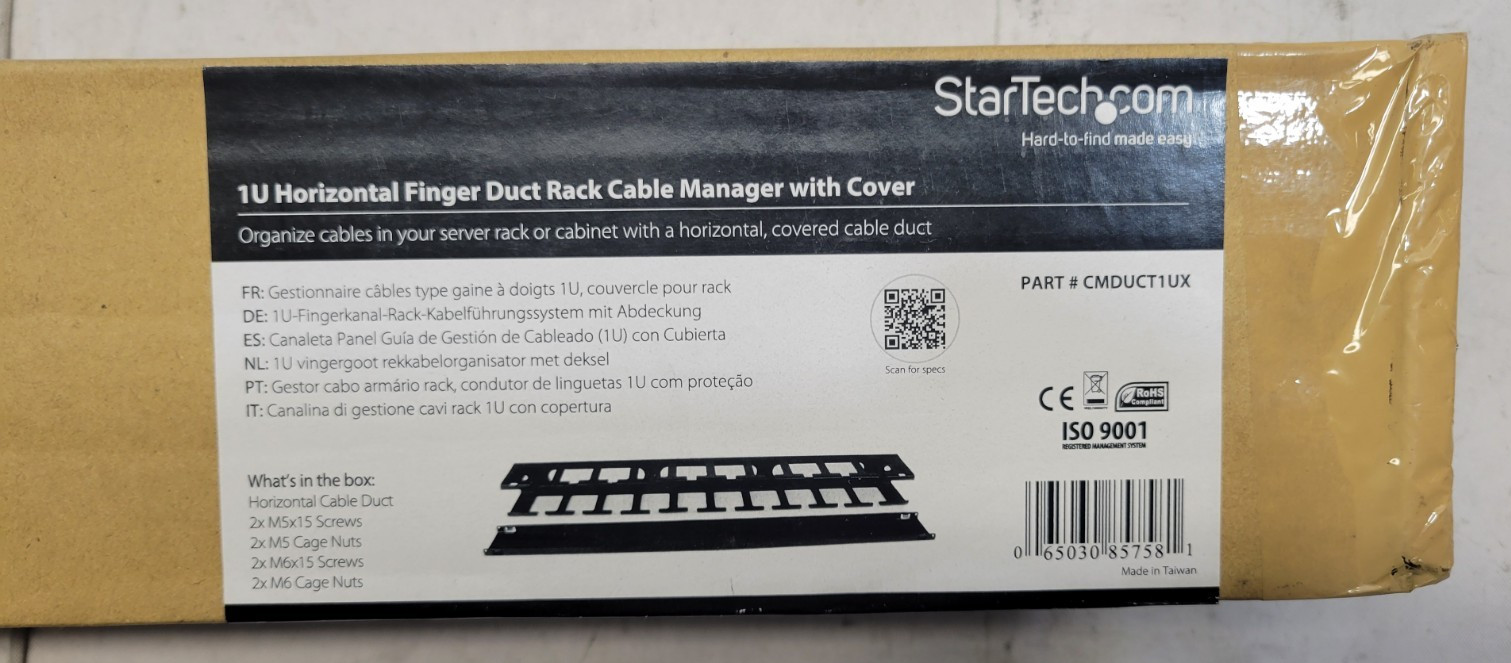 StarTech.com
Hard-to-find made easy
1U Horizontal Finger Duct Rack Cable Manager with Cover
Organize cables in your server rack or cabinet with a horizontal, covered cable duct
FR: Gestionnaire câbles type gaine à doigts 1U, couvercle pour rack
DE: 1U-Fingerkanal-Rack-Kabelführungssystem mit Abdeckung
ES: Canaleta Panel Guía de Gestión de Cableado (1U) con Cubierta
NL: 1U vingergoot rekkabelorganisator met deksel
PT: Gestor cabo armário rack, condutor de linguetas 1U com proteção
IT: Canalina di gestione cavi rack 1U con copertura
Scan for specs
PART # CMDUCT1UX
CE
RoHS
Compliant
ISO 9001
REGISTERED MANAGEMENT SYSTEM
What's in the box:
Horizontal Cable Duct
2x M5x15 Screws
2x M5 Cage Nuts
2x M6x15 Screws
2x M6 Cage Nuts
0 65030 85758 1
Made in Taiwan